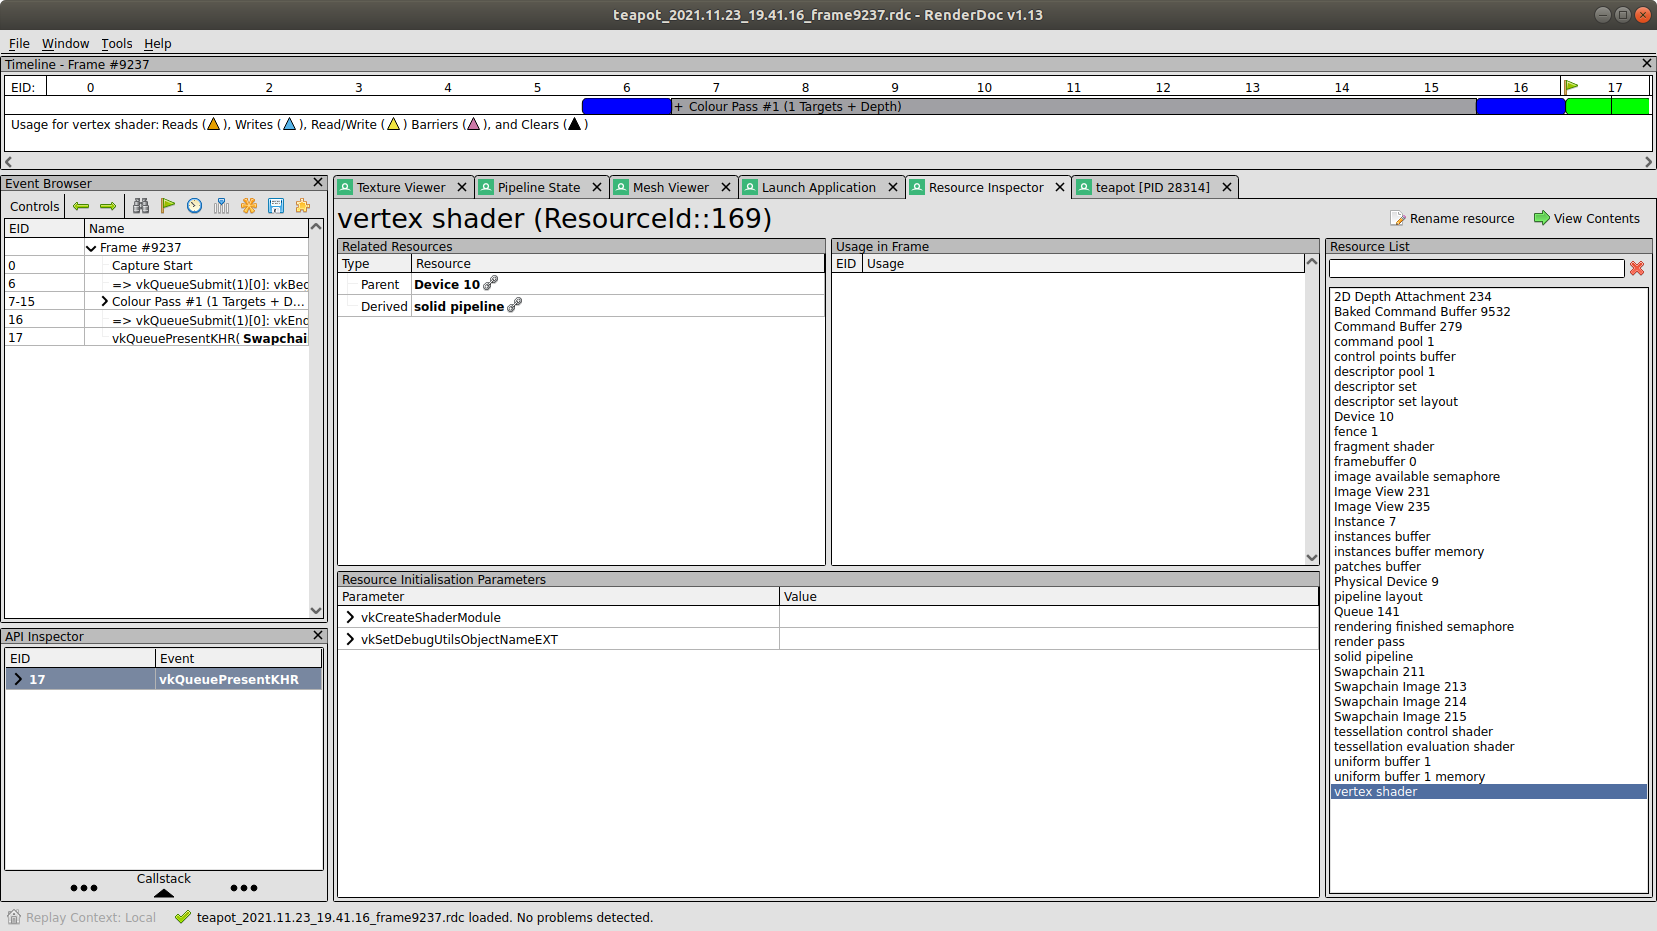 teapot_2021.11.23_19.41.16_frame9237.rdc - RenderDoc v1.13
File Window Tools Help
Timeline - Frame #9237
EID: 0 1 2 3 4 5 6 7 8 9 10 11 12 13 14 15 16 17
+ Colour Pass #1 (1 Targets + Depth)
Usage for vertex shader: Reads ( ), Writes ( ), Read/Write ( ) Barriers ( ), and Clears ( )
Event Browser
Controls
EID Name
Frame #9237
0 Capture Start
6 => vkQueueSubmit(1)[0]: vkBec
7-15 Colour Pass #1 (1 Targets + D...
16 => vkQueueSubmit(1)[0]: vkEnd
17 vkQueuePresentKHR( Swapchai
API Inspector
EID Event
17 vkQueuePresentKHR
Callstack
Texture Viewer Pipeline State Mesh Viewer Launch Application Resource Inspector teapot [PID 28314]
vertex shader (ResourceId::169)
Rename resource View Contents
Related Resources
Type Resource
Parent Device 10
Derived solid pipeline
Usage in Frame
EID Usage
Resource Initialisation Parameters
Parameter Value
vkCreateShaderModule
vkSetDebugUtilsObjectNameEXT
Resource List
2D Depth Attachment 234
Baked Command Buffer 9532
Command Buffer 279
command pool 1
control points buffer
descriptor pool 1
descriptor set
descriptor set layout
Device 10
fence 1
fragment shader
framebuffer 0
image available semaphore
Image View 231
Image View 235
Instance 7
instances buffer
instances buffer memory
patches buffer
Physical Device 9
pipeline layout
Queue 141
rendering finished semaphore
render pass
solid pipeline
Swapchain 211
Swapchain Image 213
Swapchain Image 214
Swapchain Image 215
tessellation control shader
tessellation evaluation shader
uniform buffer 1
uniform buffer 1 memory
vertex shader
Replay Context: Local
teapot_2021.11.23_19.41.16_frame9237.rdc loaded. No problems detected.